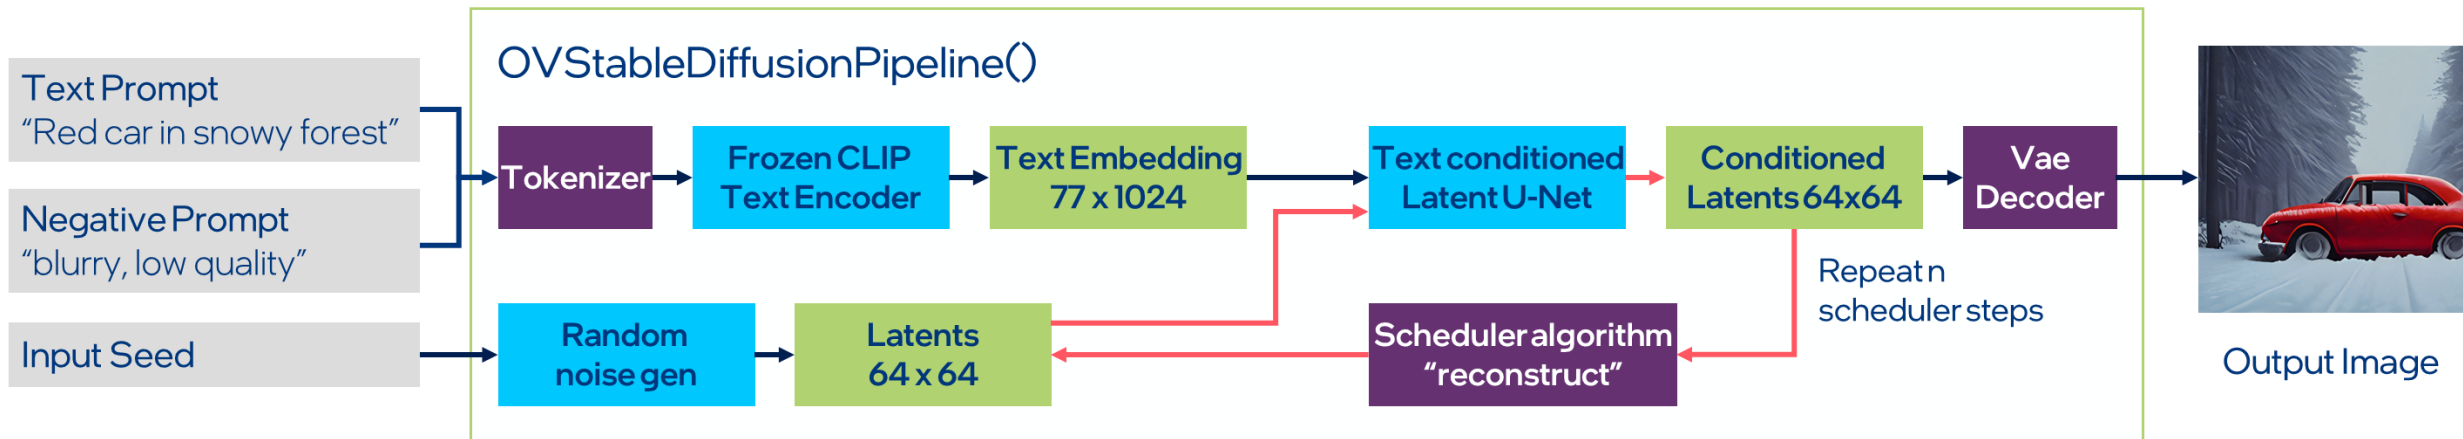 OVStableDiffusionPipeline()
Text Prompt
“Red car in snowy forest”
Negative Prompt
“blurry, low quality”
Input Seed
Tokenizer
Frozen CLIP
Text Encoder
Text Embedding
77 x 1024
Text conditioned
Latent U-Net
Conditioned
Latents 64x64
Vae
Decoder
Random
noise gen
Latents
64 x 64
Scheduler algorithm
“reconstruct”
Repeat n
scheduler steps
Output Image